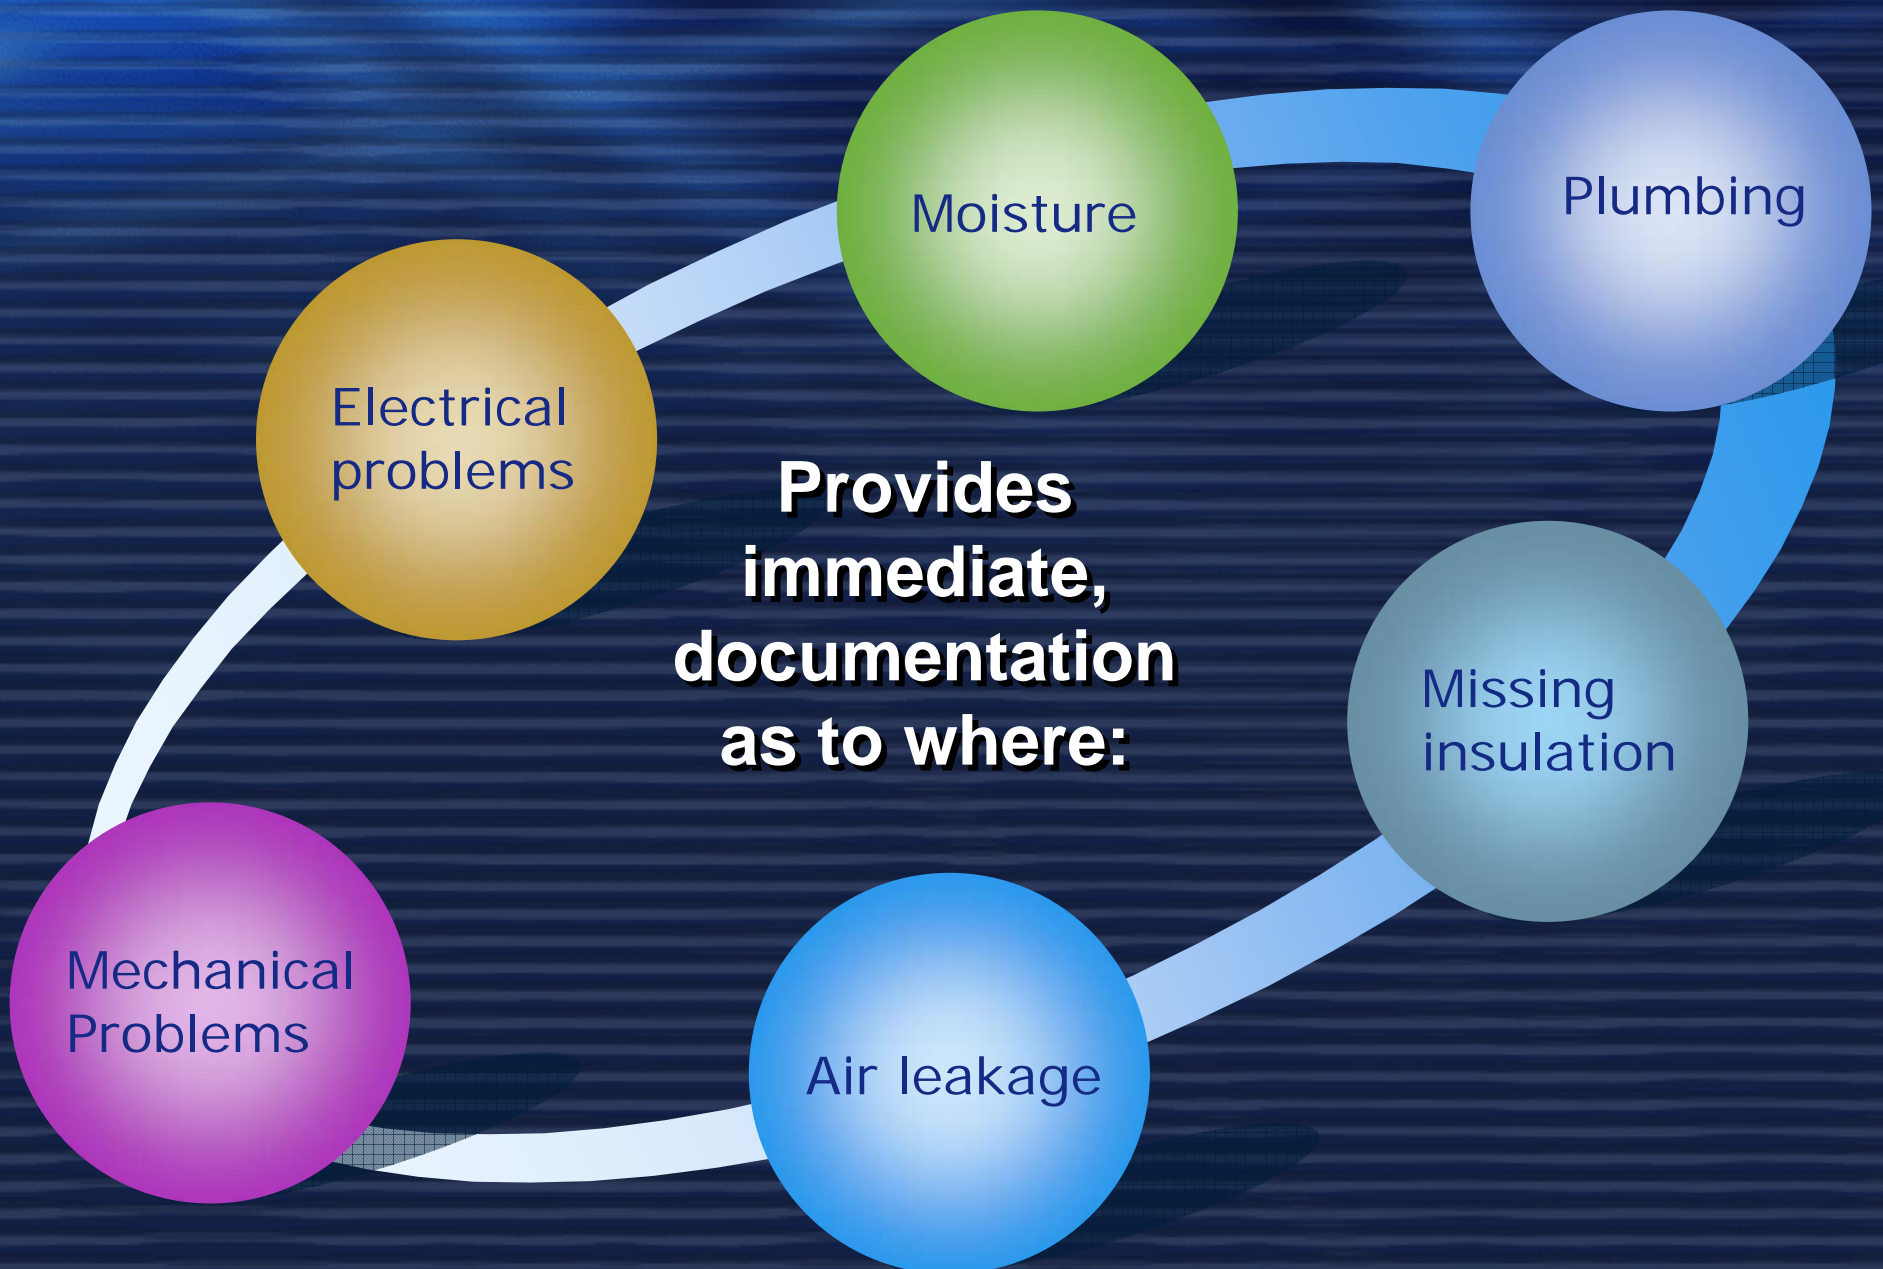 Moisture
Plumbing
Electrical
problems
Provides
immediate,
documentation
as to where:
Missing
insulation
Mechanical
Problems
Air leakage